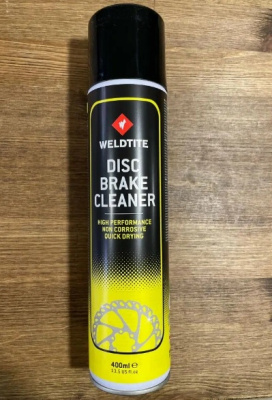 WELDTITE
DISC
BRAKE
CLEANER
HIGH PERFORMANCE
NON CORROSIVE
QUICK DRYING
400ml e